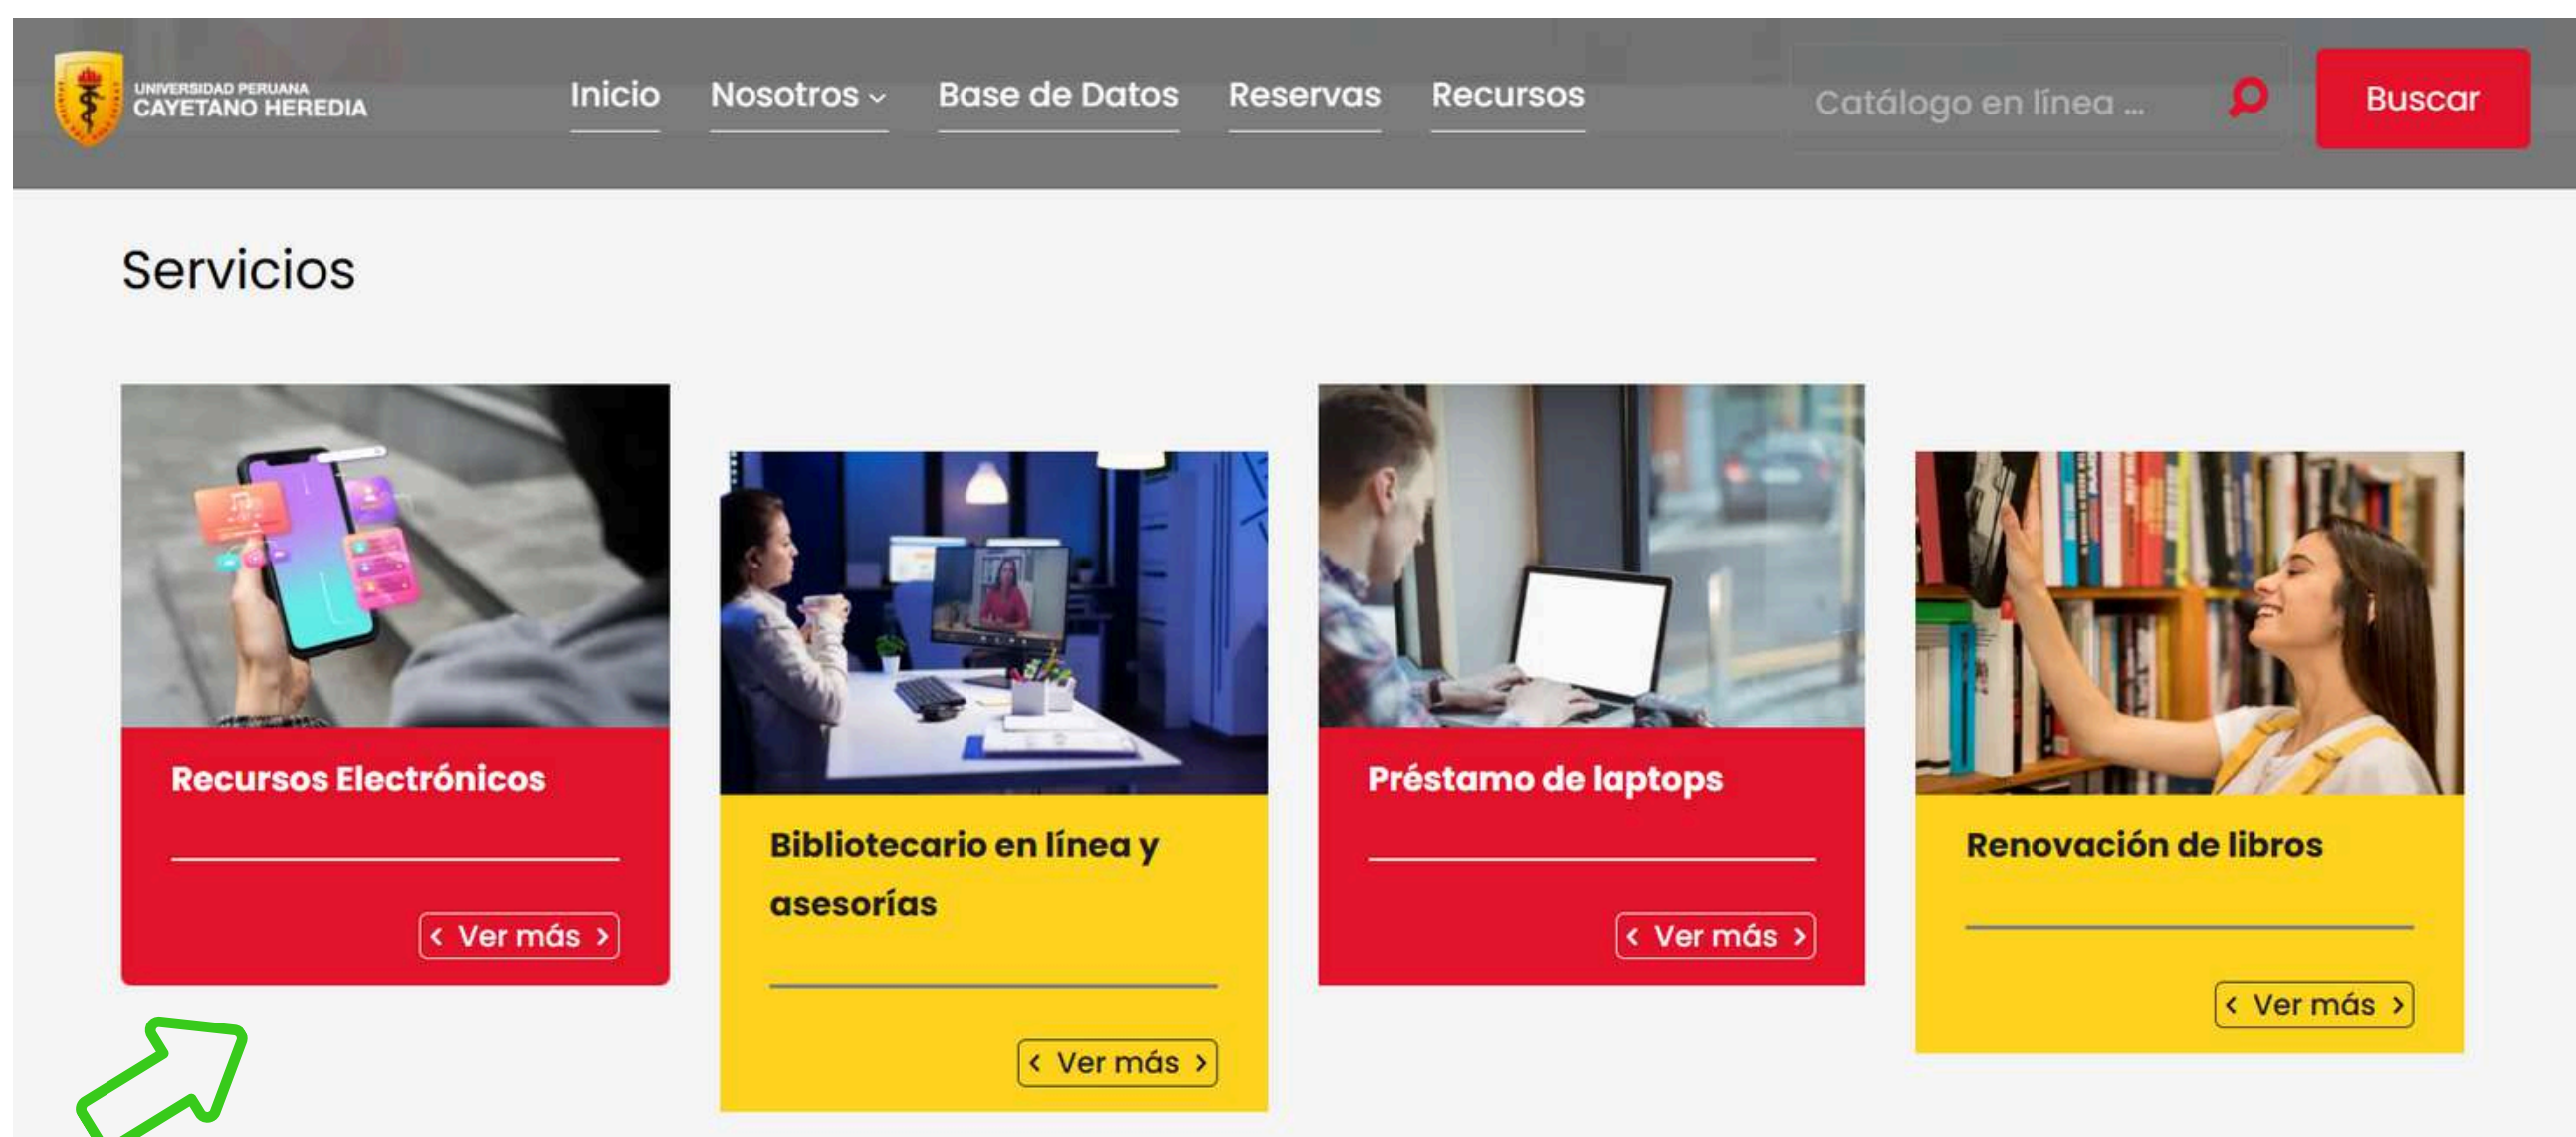 UNIVERSIDAD PERUANA
CAYETANO HEREDIA
Inicio Nosotros Base de Datos Reservas Recursos Catálogo en línea ... Buscar
Servicios
Recursos Electrónicos
Ver más
Bibliotecario en línea y
asesorías
Ver más
Préstamo de laptops
Ver más
Renovación de libros
Ver más